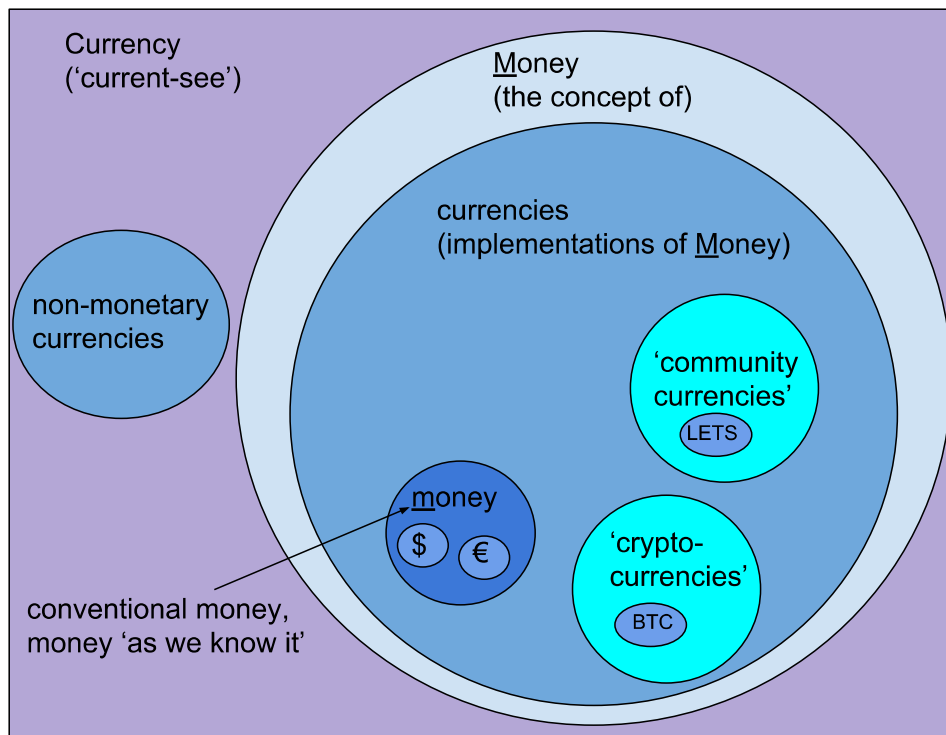 Currency
(‘current-see’)
Money
(the concept of)
currencies
(implementations of Money)
non-monetary
currencies
‘community
currencies’
LETS
money
$
€
‘crypto-
currencies’
BTC
conventional money,
money ‘as we know it’